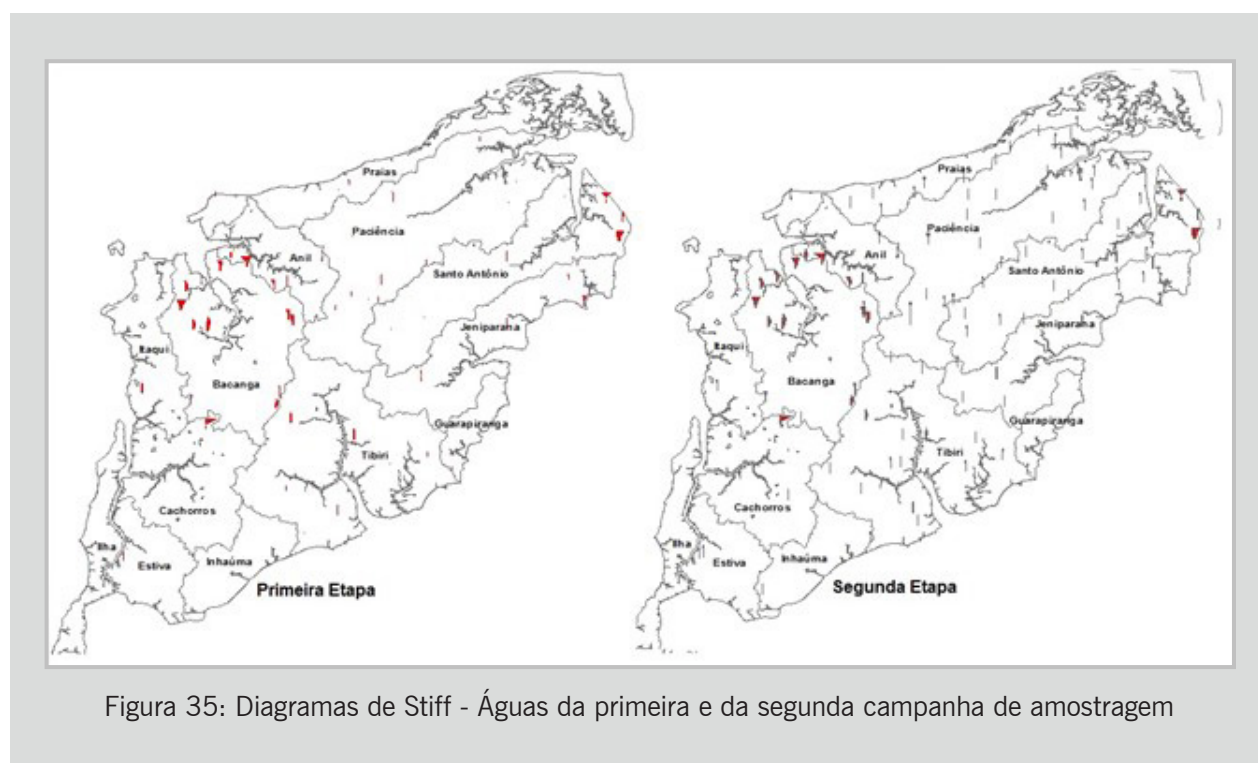 Praias
Paciência
Anil
Santo Antônio
Jeniparana
Itaqui
Bacanga
Guarapiranga
Tibiri
Cachorros
Ilha
Estiva
Inhaúma
Primeira Etapa
Praias
Paciência
Anil
Santo Antônio
Jeniparana
Itaqui
Bacanga
Guarapiranga
Tibiri
Cachorros
Ilha
Estiva
Inhaúma
Segunda Etapa
Figura 35: Diagramas de Stiff - Águas da primeira e da segunda campanha de amostragem